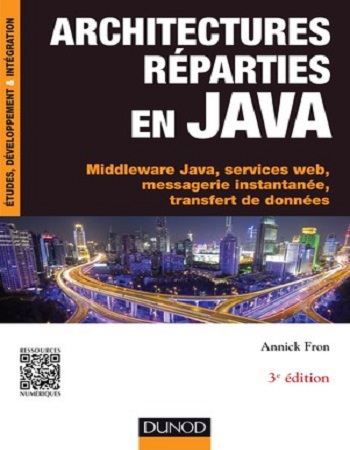 ÉTUDES, DÉVELOPPEMENT & INTÉGRATION
ARCHITECTURES
RÉPARTIES
EN JAVA
Middleware Java, services web,
messagerie instantanée,
transfert de données
Annick Fron
3e édition
RESSOURCES
NUMÉRIQUES
DUNOD